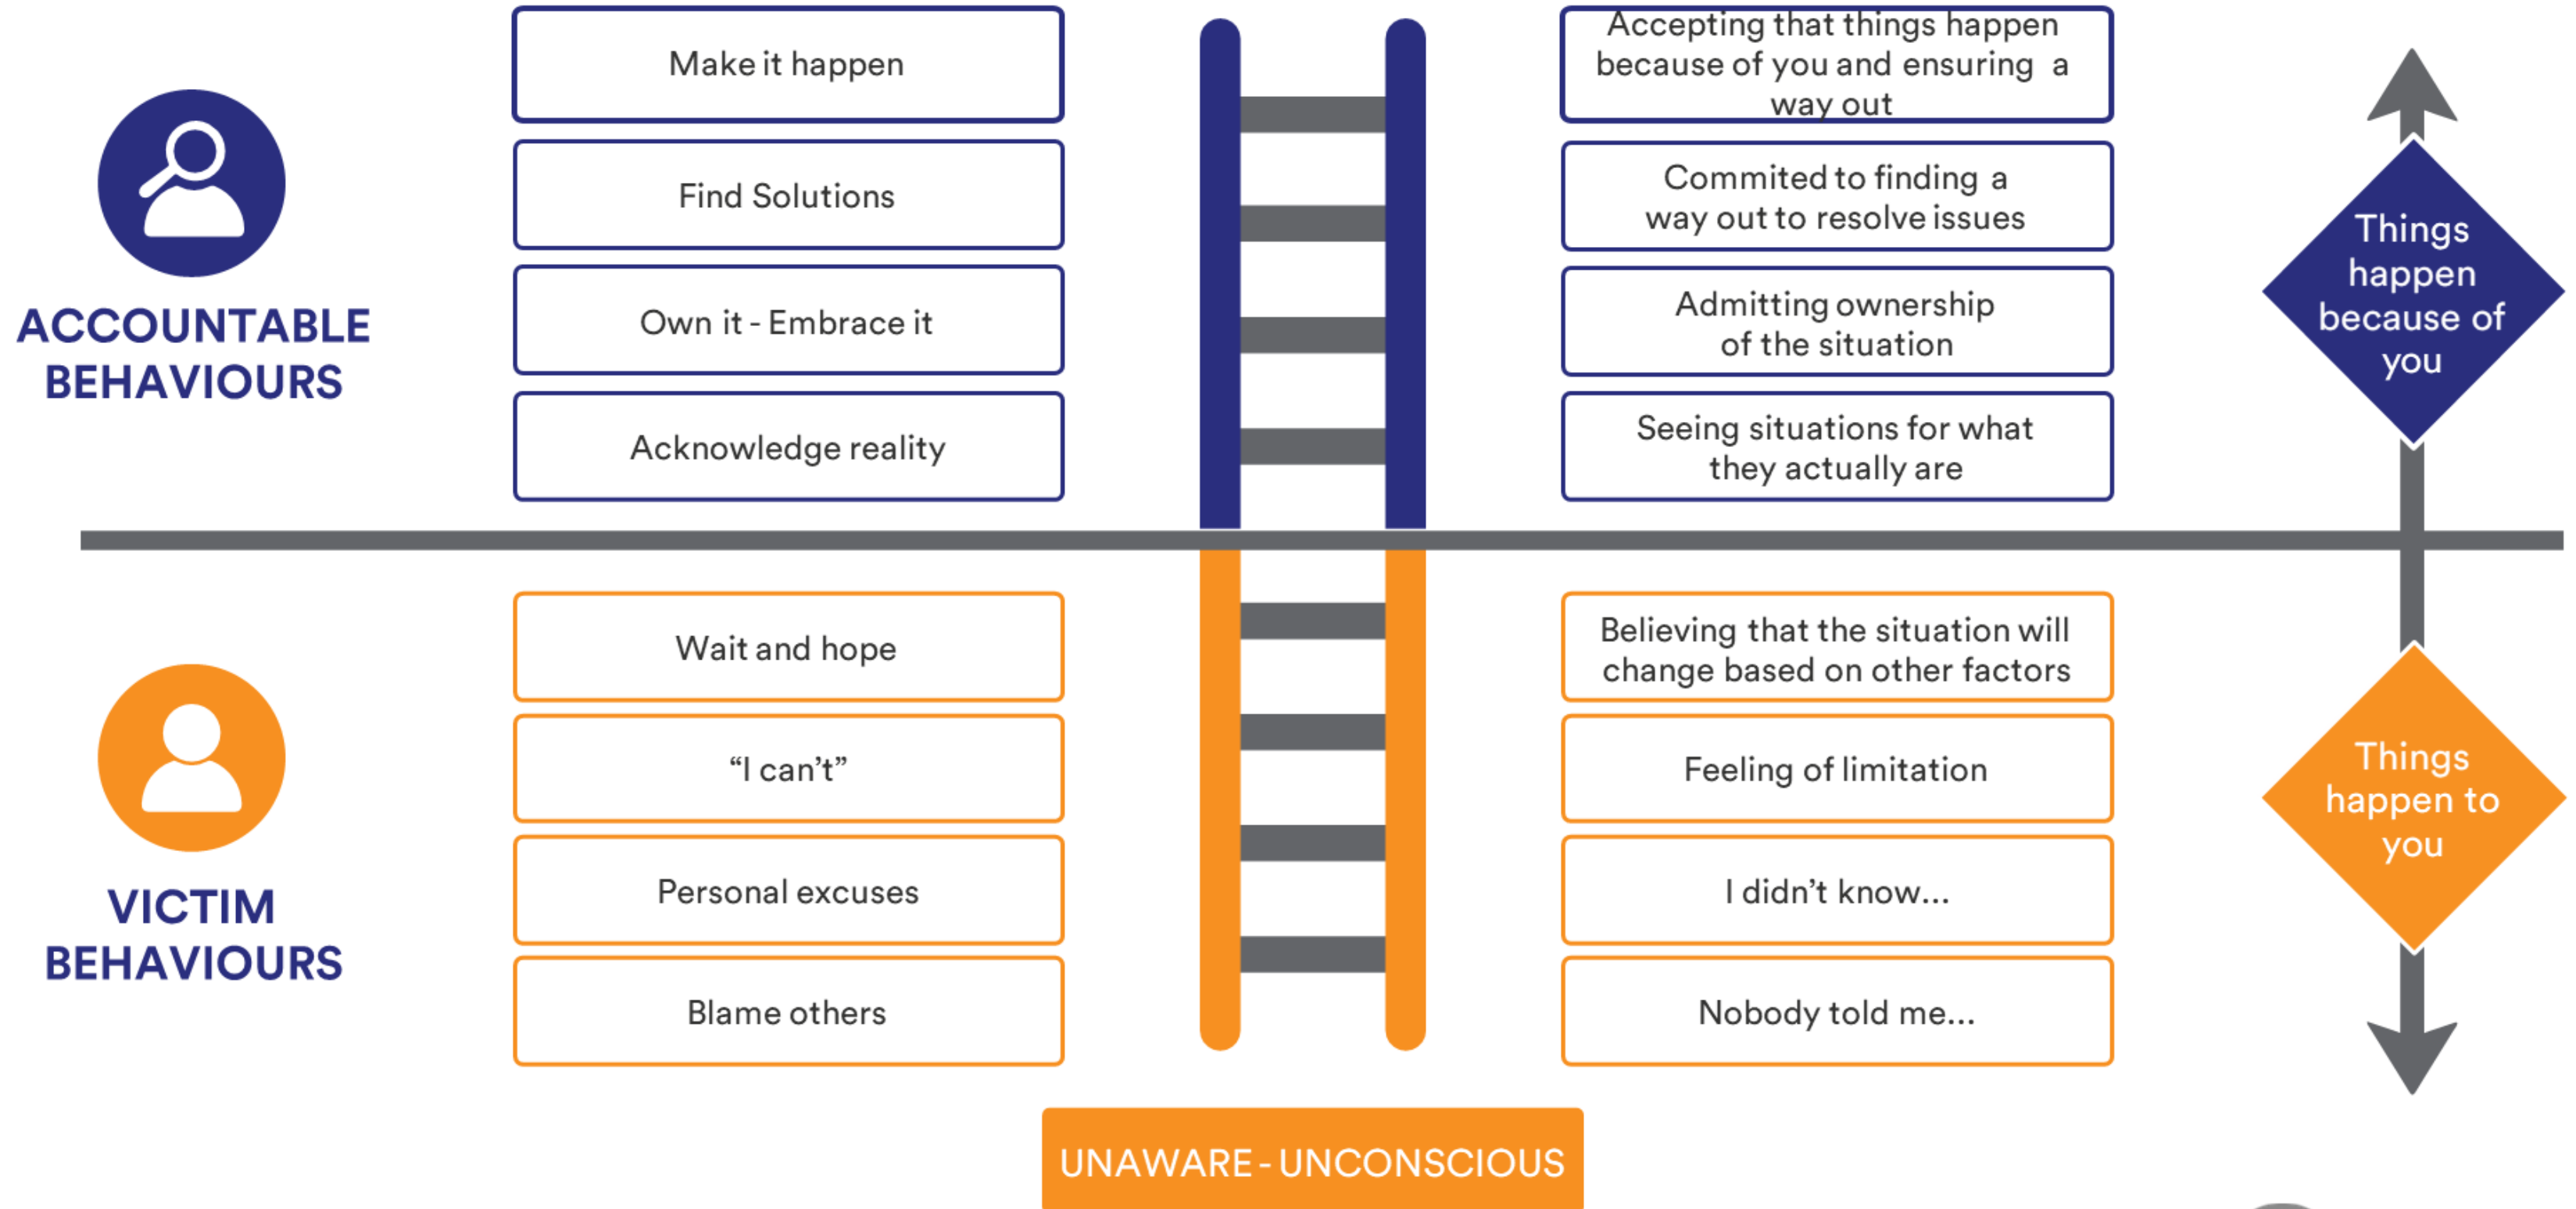 Make it happen
Accepting that things happen
because of you and ensuring a
way out
Find Solutions
Commited to finding a
way out to resolve issues
Things
happen
because of
you
ACCOUNTABLE
BEHAVIOURS
Own it - Embrace it
Admitting ownership
of the situation
Acknowledge reality
Seeing situations for what
they actually are
Wait and hope
Believing that the situation will
change based on other factors
“I can’t”
Feeling of limitation
Things
happen to
you
VICTIM
BEHAVIOURS
Personal excuses
I didn’t know...
Blame others
Nobody told me...
UNAWARE - UNCONSCIOUS